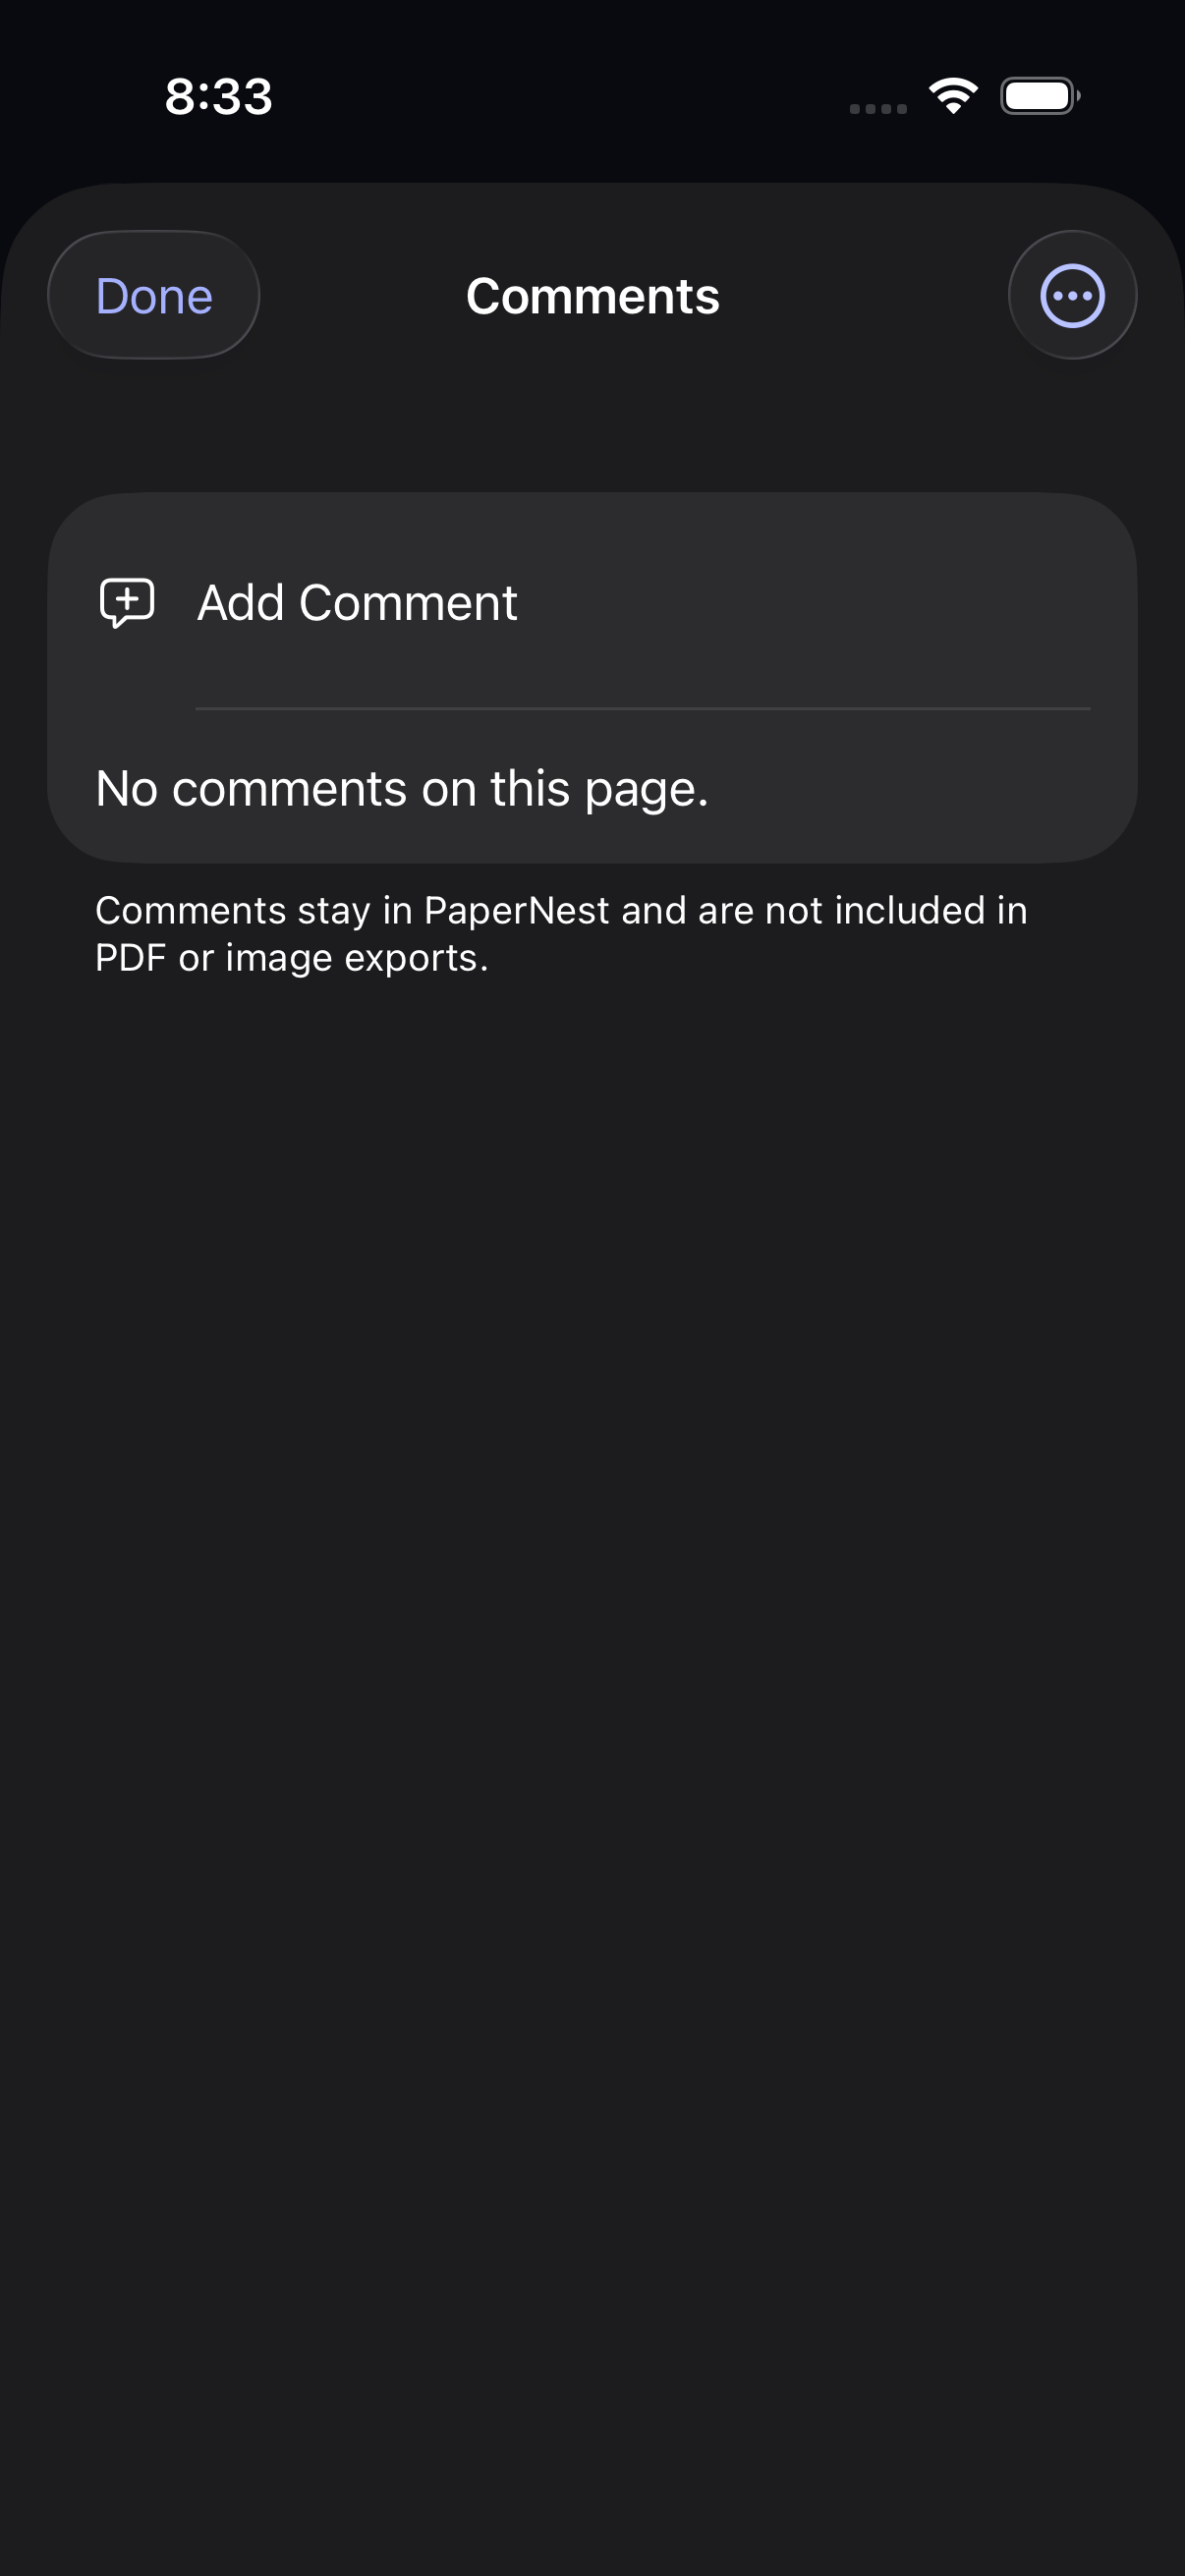 8:33
Done
Comments
Add Comment
No comments on this page.
Comments stay in PaperNest and are not included in
PDF or image exports.